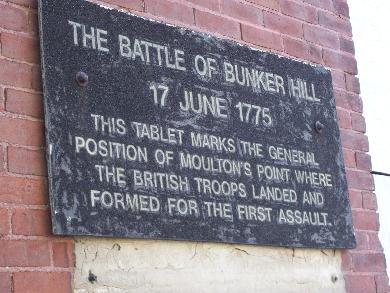 THE BATTLE OF BUNKER HILL
17 JUNE 1775
THIS TABLET MARKS THE GENERAL
POSITION OF MOULTON'S POINT WHERE
THE BRITISH TROOPS LANDED AND
FORMED FOR THE FIRST ASSAULT.